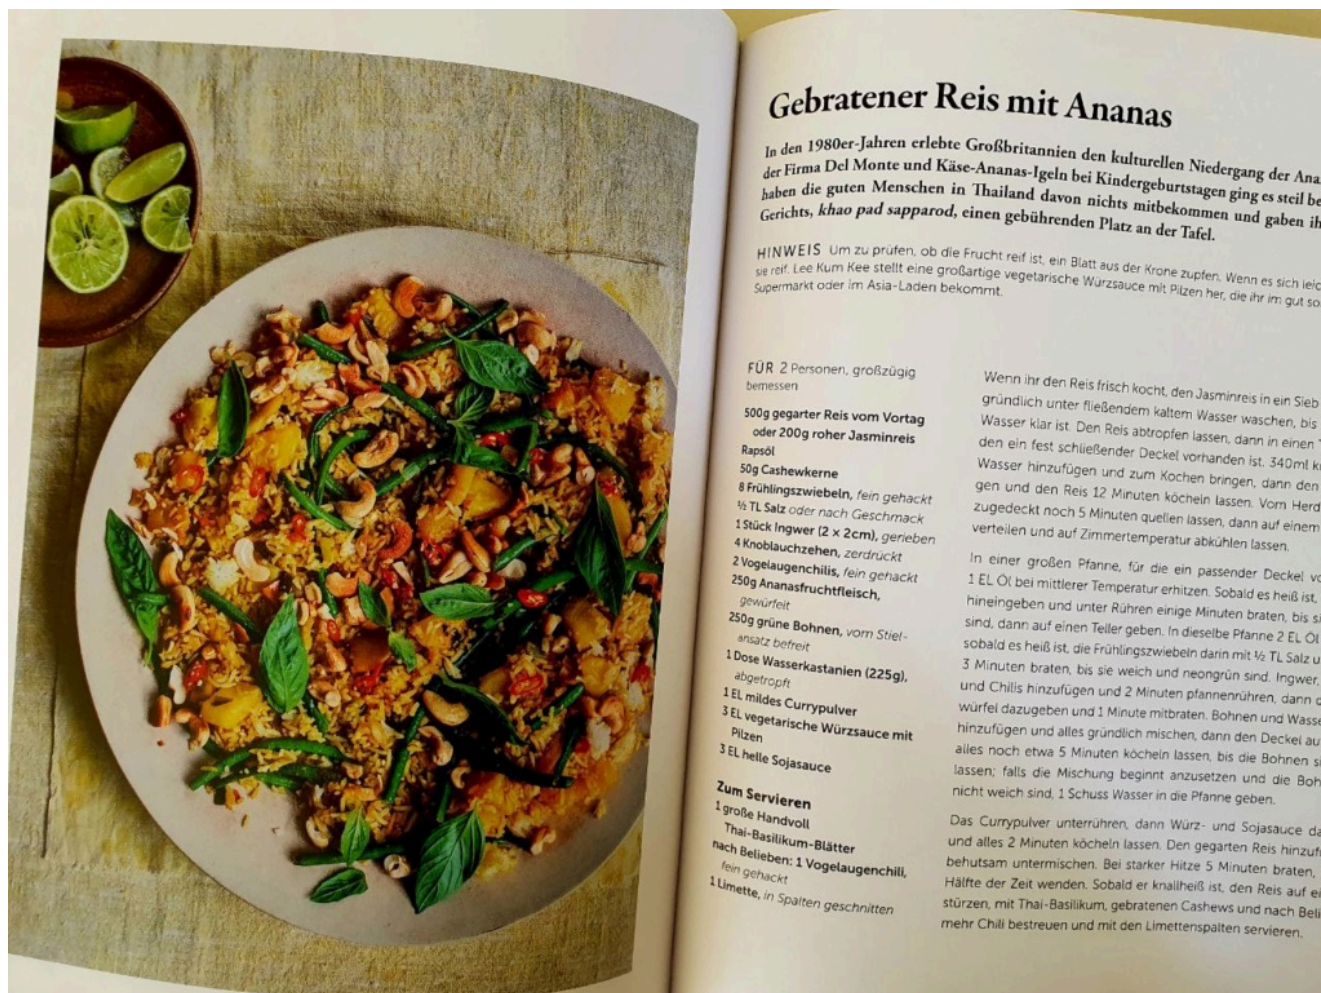 Gebratener Reis mit Ananas
In den 1980er-Jahren erlebte Großbritannien den kulturellen Niedergang der
der Firma Del Monte und Käse-Ananas-Igeln bei Kindergeburtstagen ging es steil
haben die guten Menschen in Thailand davon nichts mitbekommen und gaben
Gerichts, khao pad sapparod, einen gebührenden Platz an der Tafel.
HINWEIS Um zu prüfen, ob die Frucht reif ist, ein Blatt aus der Krone zupfen. Wenn es sich
sie reif. Lee Kum Kee stellt eine großartige vegetarische Würzsauce mit Pilzen her, die ihr im gut
Supermarkt oder im Asia-Laden bekommt.
FÜR 2 Personen, großzügig
bemessen
500g gegarter Reis vom Vortag
oder 200g roher Jasminreis
Rapsöl
50g Cashewkerne
8 Frühlingszwiebeln, fein gehackt
½ TL Salz oder nach Geschmack
1 Stück Ingwer (2 x 2cm), gerieben
4 Knoblauchzehen, zerdrückt
2 Vogelaugenchilis, fein gehackt
250g Ananasfruchtfleisch,
gewürfelt
250g grüne Bohnen, vom Stiel-
ansatz befreit
1 Dose Wasserkastanien (225g),
abgetropft
1 EL mildes Currypulver
3 EL vegetarische Würzsauce mit
Pilzen
3 EL helle Sojasauce
Zum Servieren
1 große Handvoll
Thai-Basilikum-Blätter
nach Belieben: 1 Vogelaugenchili,
fein gehackt
1 Limette, in Spalten geschnitten
Wenn ihr den Reis frisch kocht, den Jasminreis in ein Sieb
gründlich unter fließendem kaltem Wasser waschen, bis
Wasser klar ist. Den Reis abtropfen lassen, dann in einen
den ein fest schließender Deckel vorhanden ist. 340ml
Wasser hinzufügen und zum Kochen bringen, dann den
gen und den Reis 12 Minuten köcheln lassen. Vom Herd
zugedeckt noch 5 Minuten quellen lassen, dann auf einem
verteilen und auf Zimmertemperatur abkühlen lassen.
In einer großen Pfanne, für die ein passender Deckel
1 EL Öl bei mittlerer Temperatur erhitzen. Sobald es heiß ist,
hineingeben und unter Rühren einige Minuten braten, bis
sind, dann auf einen Teller geben. In dieselbe Pfanne 2 EL Öl
sobald es heiß ist, die Frühlingszwiebeln darin mit ½ TL Salz
3 Minuten braten, bis sie weich und neongrün sind. Ingwer,
und Chilis hinzufügen und 2 Minuten pfannenrühren, dann
würfel dazugeben und 1 Minute mitbraten. Bohnen und
hinzufügen und alles gründlich mischen, dann den Deckel
alles noch etwa 5 Minuten köcheln lassen, bis die Bohnen
lassen; falls die Mischung beginnt anzusetzen und die
nicht weich sind, 1 Schuss Wasser in die Pfanne geben.
Das Currypulver unterrühren, dann Würz- und Sojasauce
und alles 2 Minuten köcheln lassen. Den gegarten Reis
behutsam untermischen. Bei starker Hitze 5 Minuten braten,
Hälfte der Zeit wenden. Sobald er knallheiß ist, den Reis auf
stürzen, mit Thai-Basilikum, gebratenen Cashews und nach
mehr Chili bestreuen und mit den Limettenspalten servieren.